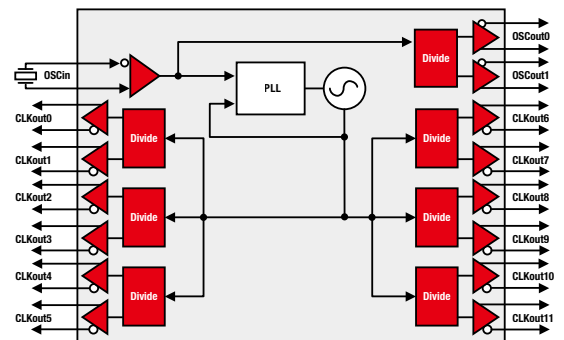 OSCin
PLL
Divide
OSCout0
OSCout1
CLKout0
CLKout1
Divide
Divide
CLKout6
CLKout7
CLKout2
CLKout3
Divide
Divide
CLKout8
CLKout9
CLKout4
CLKout5
Divide
Divide
CLKout10
CLKout11